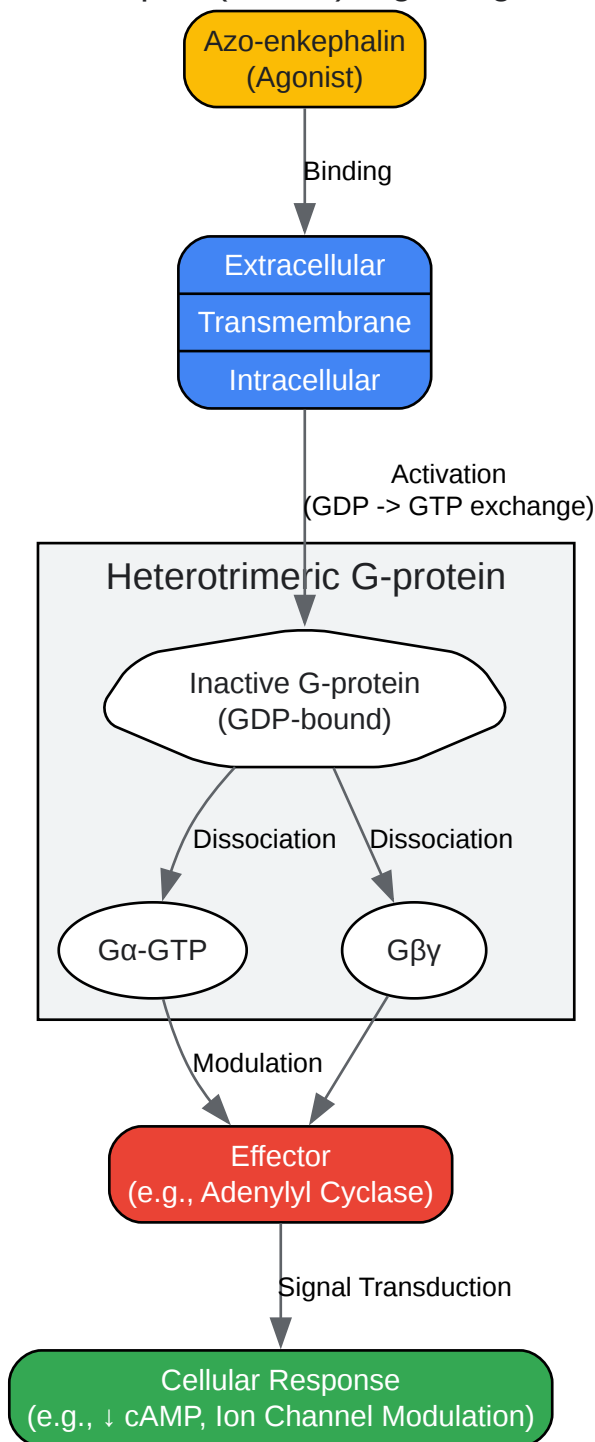 Azo-enkephalin
(Agonist)
Binding
Extracellular
Transmembrane
Intracellular
Activation
(GDP -> GTP exchange)
Heterotrimeric G-protein
Inactive G-protein
(GDP-bound)
Dissociation
Dissociation
Gα-GTP
Gβγ
Modulation
Effector
(e.g., Adenylyl Cyclase)
Signal Transduction
Cellular Response
(e.g., ↓ cAMP, Ion Channel Modulation)